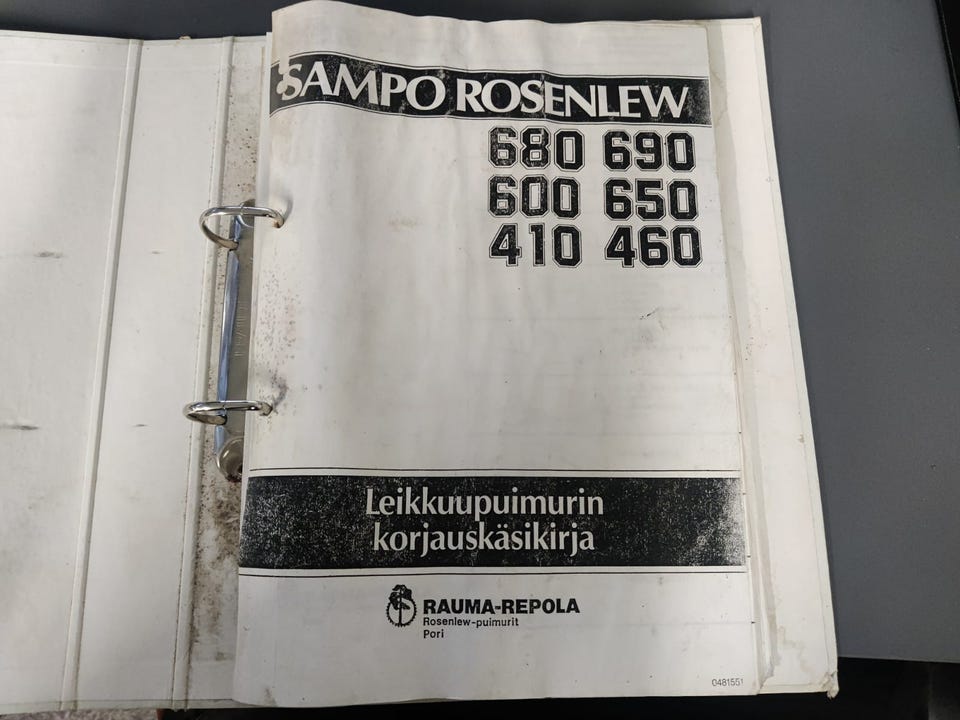 SAMPO ROSENLEW
680 690
600 650
410 460
Leikkuupuimurin
korjauskäsikirja
RAUMA-REPOLA
Rosenlew-puimurit
Pori
0481551